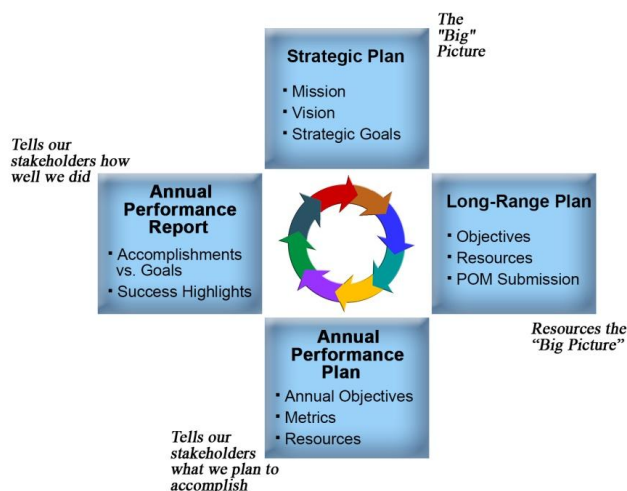 The
"Big"
Picture
Strategic Plan
▪ Mission
▪ Vision
▪ Strategic Goals
Tells our
stakeholders how
well we did
Annual
Performance
Report
▪ Accomplishments
vs. Goals
▪ Success Highlights
Long-Range Plan
▪ Objectives
▪ Resources
▪ POM Submission
Resources the
“Big Picture”
Annual
Performance
Plan
▪ Annual Objectives
▪ Metrics
▪ Resources
Tells our
stakeholders
what we plan to
accomplish